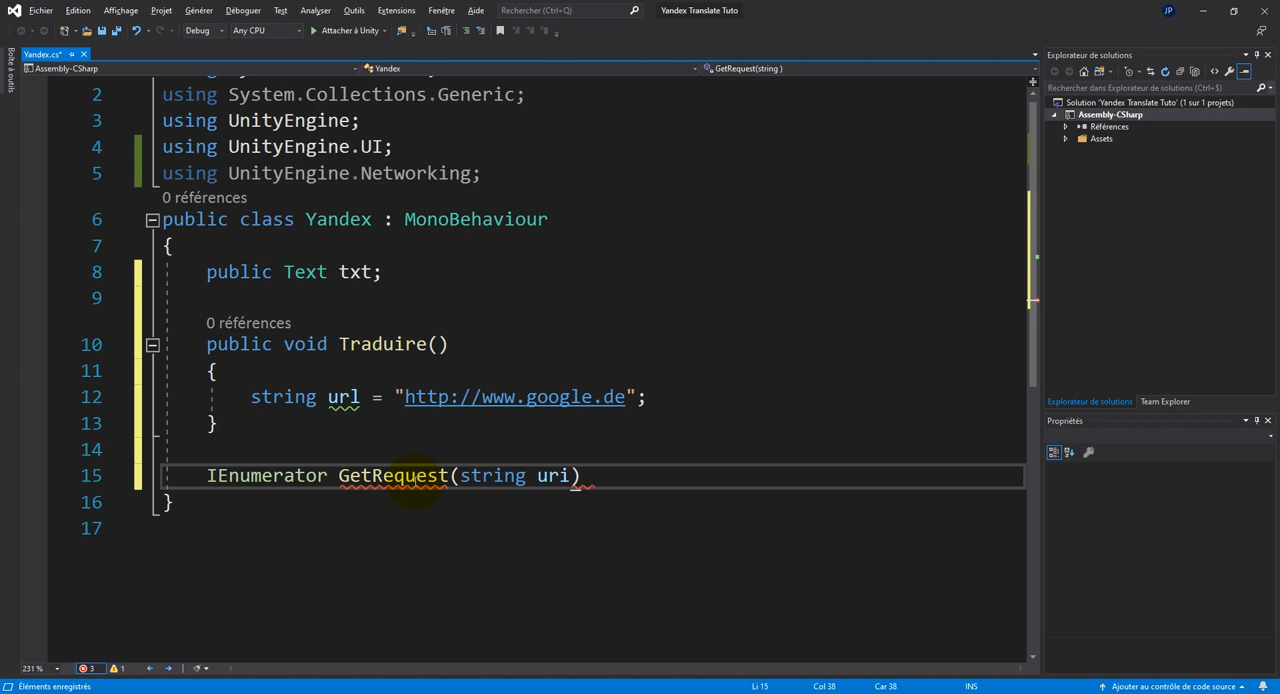 Fichier Edition Affichage Projet Générer Déboguer Test Analyser Outils Extensions Fenêtre Aide Rechercher (Ctrl+Q) Yandex Translate Tuto JP
Debug Any CPU Attacher à Unity
Boîte à outils
Yandex.cs*
Assembly-CSharp Yandex GetRequest(string )
2 using System.Collections.Generic;
3 using UnityEngine;
4 using UnityEngine.UI;
5 using UnityEngine.Networking;
0 références
6 public class Yandex : MonoBehaviour
7 {
8 public Text txt;
9
0 références
10 public void Traduire()
11 {
12 string url = "http://www.google.de";
13 }
14
15 IEnumerator GetRequest(string uri)
16 }
17
231 % 3 1
Éléments enregistrés Li 15 Col 38 Car 38 INS Ajouter au contrôle de code source
Explorateur de solutions
Rechercher dans Explorateur de solutions (Ctrl+$)
Solution 'Yandex Translate Tuto' (1 sur 1 projets)
Assembly-CSharp
Références
Assets
Explorateur de solutions Team Explorer
Propriétés